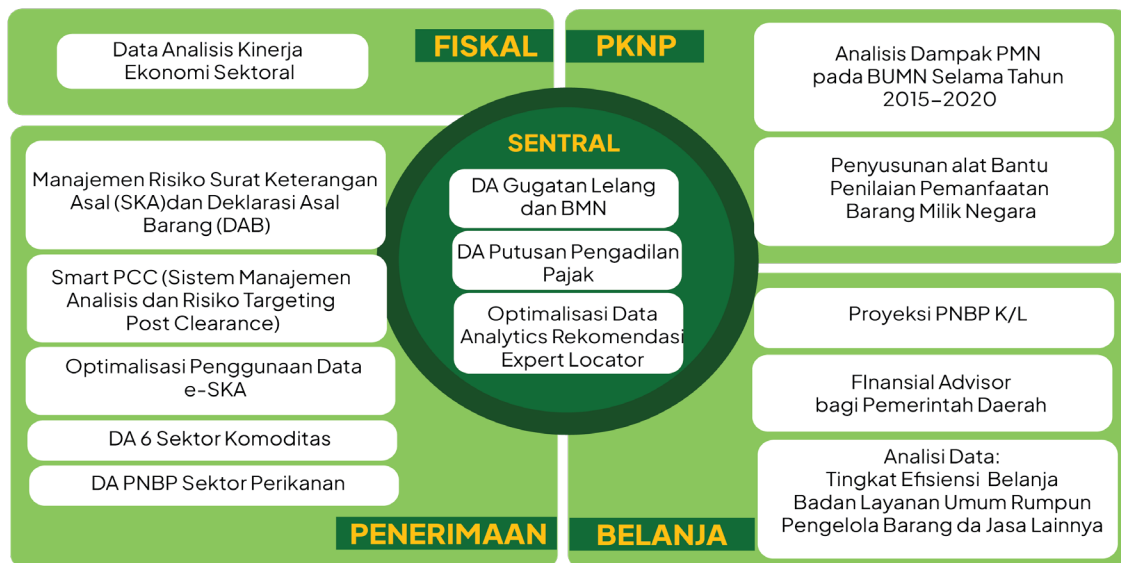 FISKAL
Data Analisis Kinerja
Ekonomi Sektoral
PKNP
Analisis Dampak PMN
pada BUMN Selama Tahun
2015-2020
Penyusunan alat Bantu
Penilaian Pemanfaatan
Barang Milik Negara
SENTRAL
DA Gugatan Lelang
dan BMN
DA Putusan Pengadilan
Pajak
Optimalisasi Data
Analytics Rekomendasi
Expert Locator
Manajemen Risiko Surat Keterangan
Asal (SKA)dan Deklarasi Asal
Barang (DAB)
Smart PCC (Sistem Manajemen
Analisis dan Risiko Targeting
Post Clearance)
Optimalisasi Penggunaan Data
e-SKA
DA 6 Sektor Komoditas
DA PNBP Sektor Perikanan
PENERIMAAN
Proyeksi PNBP K/L
FInansial Advisor
bagi Pemerintah Daerah
Analisi Data:
Tingkat Efisiensi Belanja
Badan Layanan Umum Rumpun
Pengelola Barang da Jasa Lainnya
BELANJA